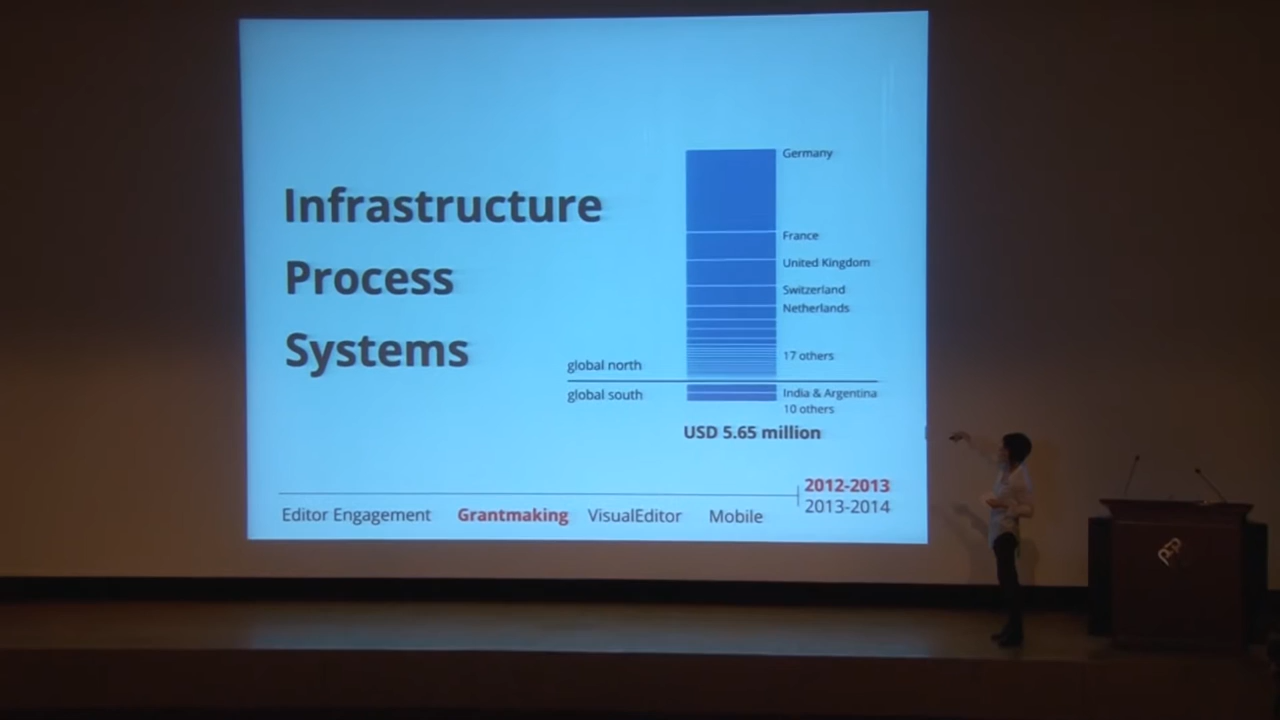 Infrastructure
Process
Systems
Germany
France
United Kingdom
Switzerland
Netherlands
17 others
global north
global south
India & Argentina
10 others
USD 5.65 million
2012-2013
2013-2014
Editor Engagement Grantmaking VisualEditor Mobile